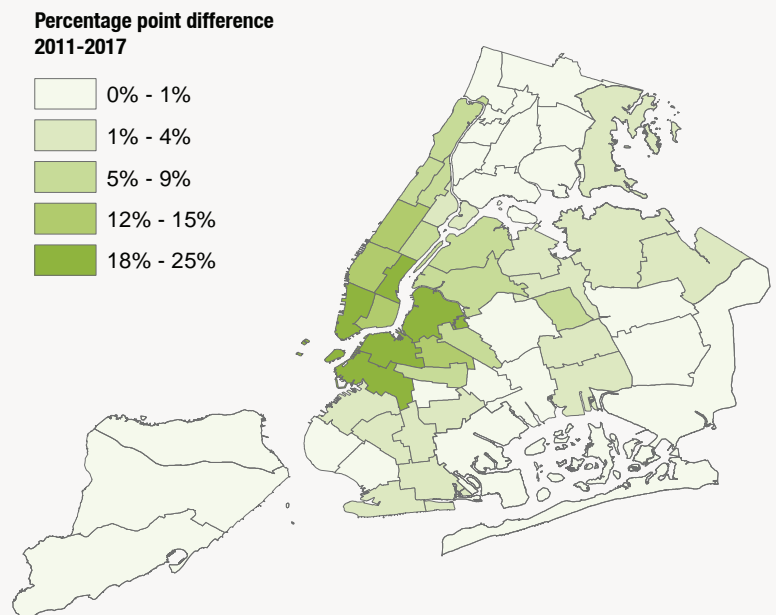 Percentage point difference
2011-2017
0% - 1%
1% - 4%
5% - 9%
12% - 15%
18% - 25%